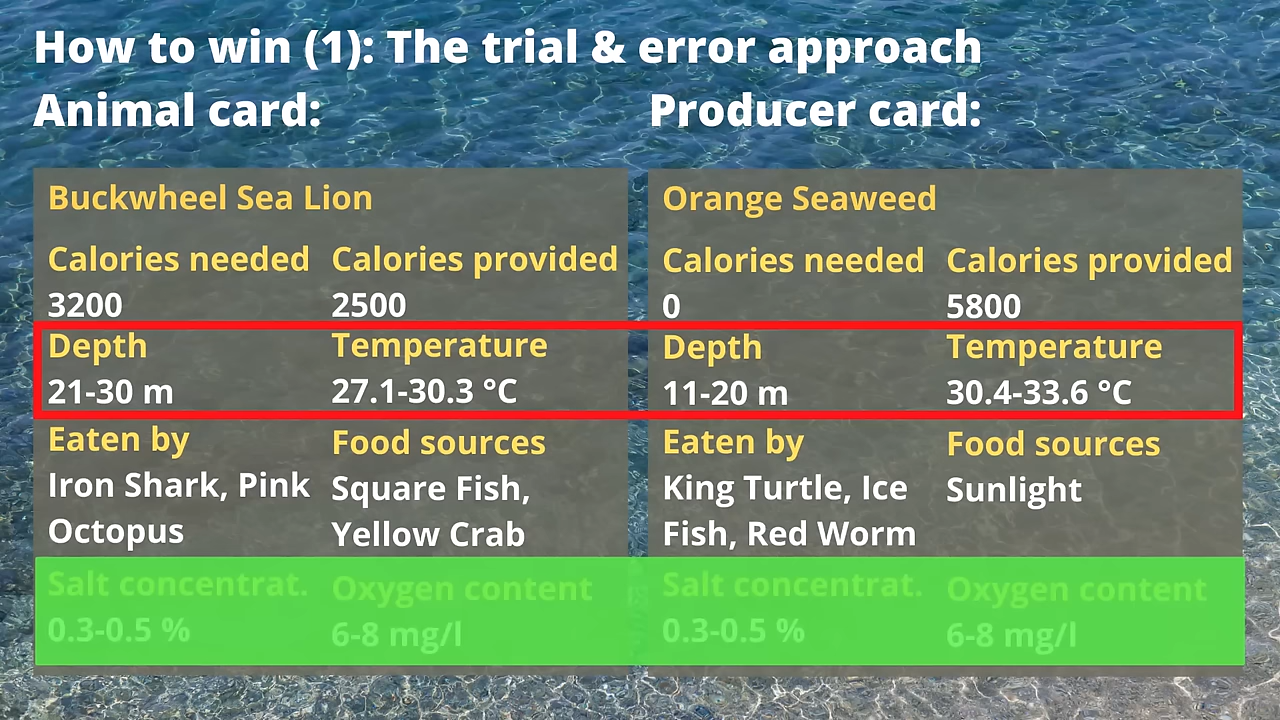 How to win (1): The trial & error approach
Animal card:
Producer card:
Buckwheel Sea Lion
Calories needed Calories provided
3200 2500
Depth Temperature
21-30 m 27.1-30.3 °C
Eaten by Food sources
Iron Shark, Pink Square Fish,
Octopus Yellow Crab
Salt concentrat. Oxygen content
0.3-0.5 % 6-8 mg/l
Orange Seaweed
Calories needed Calories provided
0 5800
Depth Temperature
11-20 m 30.4-33.6 °C
Eaten by Food sources
King Turtle, Ice Sunlight
Fish, Red Worm
Salt concentrat. Oxygen content
0.3-0.5 % 6-8 mg/l